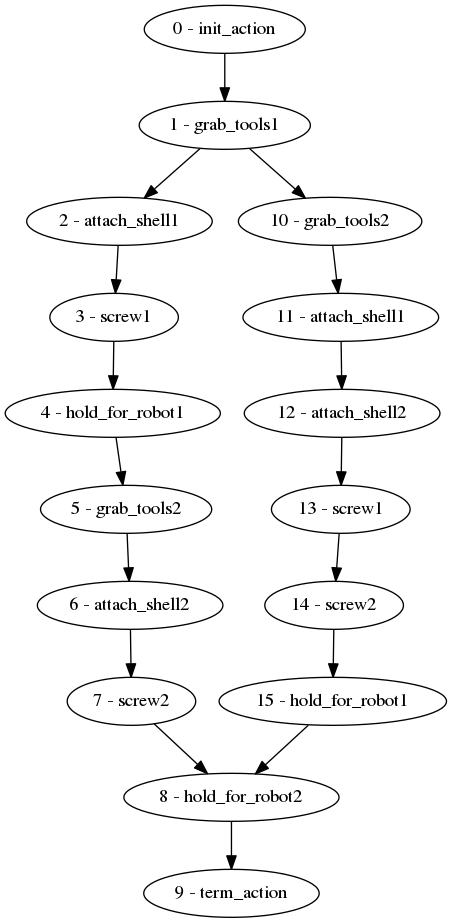 0 - init_action
1 - grab_tools1
2 - attach_shell1
10 - grab_tools2
3 - screw1
11 - attach_shell1
4 - hold_for_robot1
12 - attach_shell2
5 - grab_tools2
13 - screw1
6 - attach_shell2
14 - screw2
7 - screw2
15 - hold_for_robot1
8 - hold_for_robot2
9 - term_action